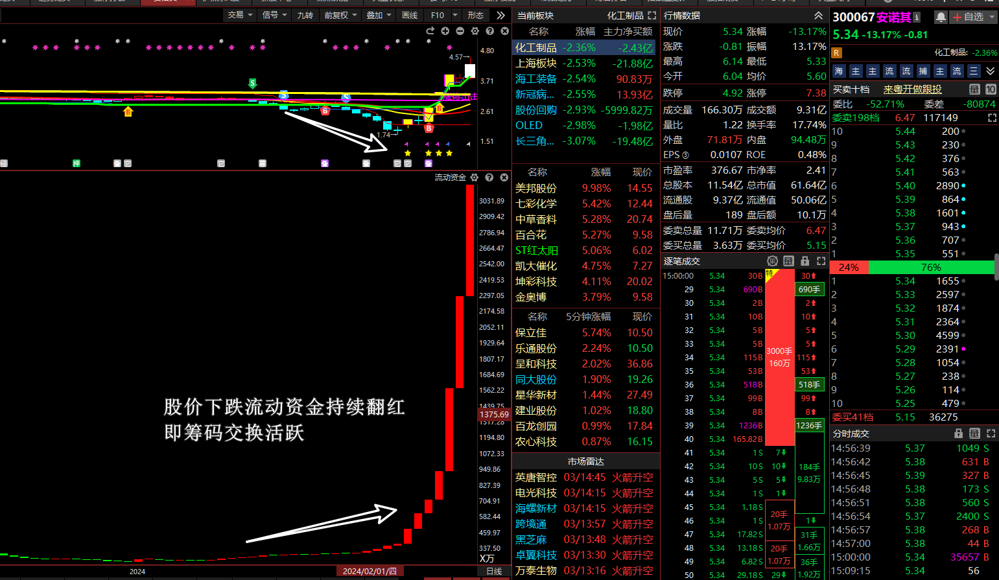 交易 信号 九转 前复权 叠加 画线 F10 形态
4.80
3.71
2.61
1.51
4.57
1.74
流动资金
3031.89
2909.42
2786.94
2664.47
2542.00
2419.53
2297.05
2174.58
2052.11
1929.64
1807.17
1684.69
1562.22
1439.75
1375.69
1317.28
1194.80
1072.33
949.86
827.39
704.91
582.44
459.97
337.50
X万
股价下跌流动资金持续翻红
即筹码交换活跃
2024 2024/02/01/四 日线
当前板块 化工制品
名称 涨幅 主力净买额
化工制品 -2.36% -2.43亿
上海板块 -2.53% -21.88亿
海工装备 -2.54% 90.83万
新冠病... -2.55% 13.93亿
股份回购 -2.93% -5999.82万
OLED -2.98% -1.98亿
长三角... -3.07% -19.48亿
名称 涨幅 现价
美邦股份 9.98% 14.55
七彩化学 5.42% 12.44
中草香料 5.28% 20.74
百合花 5.27% 9.58
ST红太阳 5.06% 6.02
凯大催化 4.75% 7.27
坤彩科技 4.11% 20.02
金奥博 3.79% 9.58
名称 5分钟涨幅 现价
保立佳 5.74% 10.50
乐通股份 2.24% 10.50
呈和科技 2.02% 36.86
同大股份 1.90% 19.26
星华新材 1.44% 27.49
建业股份 1.02% 18.80
百龙创园 0.99% 17.84
农心科技 0.87% 16.15
市场雷达
英唐智控 03/14:45 火箭升空
电光科技 03/14:15 火箭升空
海螺新材 03/14:15 火箭升空
跨境通 03/13:57 火箭升空
黑芝麻 03/13:48 火箭升空
卓翼科技 03/13:30 火箭升空
万泰生物 03/13:16 火箭升空
行情数据
现价 5.34 涨幅 -13.17%
涨跌 -0.81 振幅 13.17%
最高 6.14 最低 5.33
今开 6.04 均价 5.60
跌停 4.92 涨停 7.38
成交量 166.30万 成交额 9.31亿
量比 1.22 换手率 17.74%
外盘 71.81万 内盘 94.48万
EPS③ 0.0107 ROE 0.48%
市盈率 376.67 市净率 2.41
总股本 11.54亿 总市值 61.64亿
流通股 9.37亿 流通值 50.06亿
盘后量 189 盘后额 10.1万
委卖总量 11.71万 委卖均价 6.47
委买总量 3.63万 委买均价 5.15
逐笔成交
15:00:00 5.34 30B 30
29 5.34 690B 690手
30 5.34 2B 2
31 5.34 10B 10
32 5.34 5B 5
33 5.34 5B 5
34 5.34 115B 115
35 5.34 53B 53
36 5.34 518B 518手
37 5.34 99B 99
38 5.34 8B 8
39 5.34 1236B 1236手
40 5.34 165.82B
41 5.34 1S 7
42 5.34 10S 10
43 5.34 5S 5
44 5.34 1S 1
45 5.34 1.18S
46 5.34 1S 1
47 5.34 17.82S
48 5.34 13.18S
49 5.34 6.82S
50 5.34 29.18S 29
特
3000手
160万
184手
9.83万
20手
1.07万
20手
1.07万
31手
1.66万
36手
1.92万
300067 安诺其 自选
5.34 -13.17% -0.81
R 化工制品: -2.36%
海 主 主 流 流 捕 主 流 三
买卖十档 来粤开做跟投
委比 -52.71% 委差 -80874
委卖198档 6.47 117149
10 5.44 200
9 5.43 230
8 5.42 376
7 5.41 563
6 5.40 2890
5 5.39 864
4 5.38 1601
3 5.37 943
2 5.36 707
1 5.35 551
24% 76%
1 5.34 1655
2 5.33 2597
3 5.32 1874
4 5.31 2364
5 5.30 4599
6 5.29 2391
7 5.28 1054
8 5.27 238
9 5.26 114
10 5.25 479
委买41档 5.15 36275
分时成交
14:56:39 5.37 1049 S
14:56:42 5.38 631 B
14:56:45 5.39 327 B
14:56:48 5.38 173 S
14:56:51 5.38 560 S
14:56:54 5.37 2400 S
14:56:57 5.38 268 B
14:57:00 5.38 44 B
15:00:00 5.34 35657 B
15:09:15 5.34 56